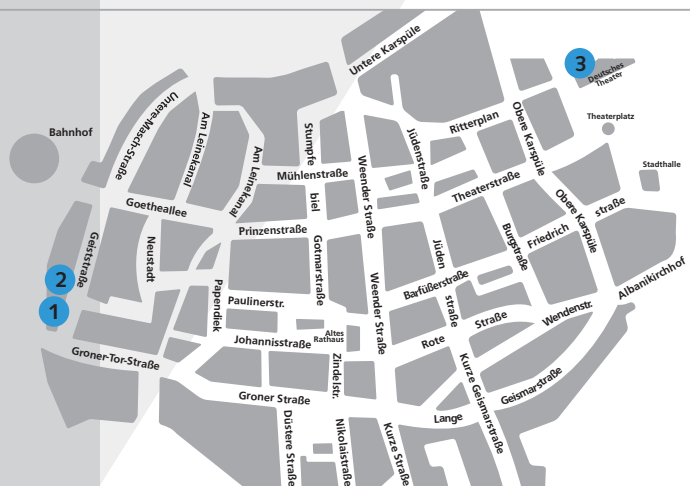 Untere Karspüle
3
Deutsches
Theater
Untere-Masch-Straße
Am Leinekanal
Bahnhof
Stumpfe
biel
Jüdenstraße
Ritterplan
Obere Karspüle
Theaterplatz
Am Leinekanal
Mühlenstraße
Weender Straße
Theaterstraße
Stadthalle
Goetheallee
Prinzenstraße
Obere Karspüle
Friedrich
straße
Geiststraße
Neustadt
Gotmarstraße
Jüden
straße
Burgstraße
2
1
Papendiek
Paulinerstr.
Weender Straße
Barfüßerstraße
Albanikirchhof
Wendenstr.
Johannisstraße
Altes
Rathaus
Rote
Straße
Groner-Tor-Straße
Zindelstr.
Kurze Geismarstraße
Geismarstraße
Groner Straße
Lange
Düstere Straße
Nikolaistraße
Kurze Straße